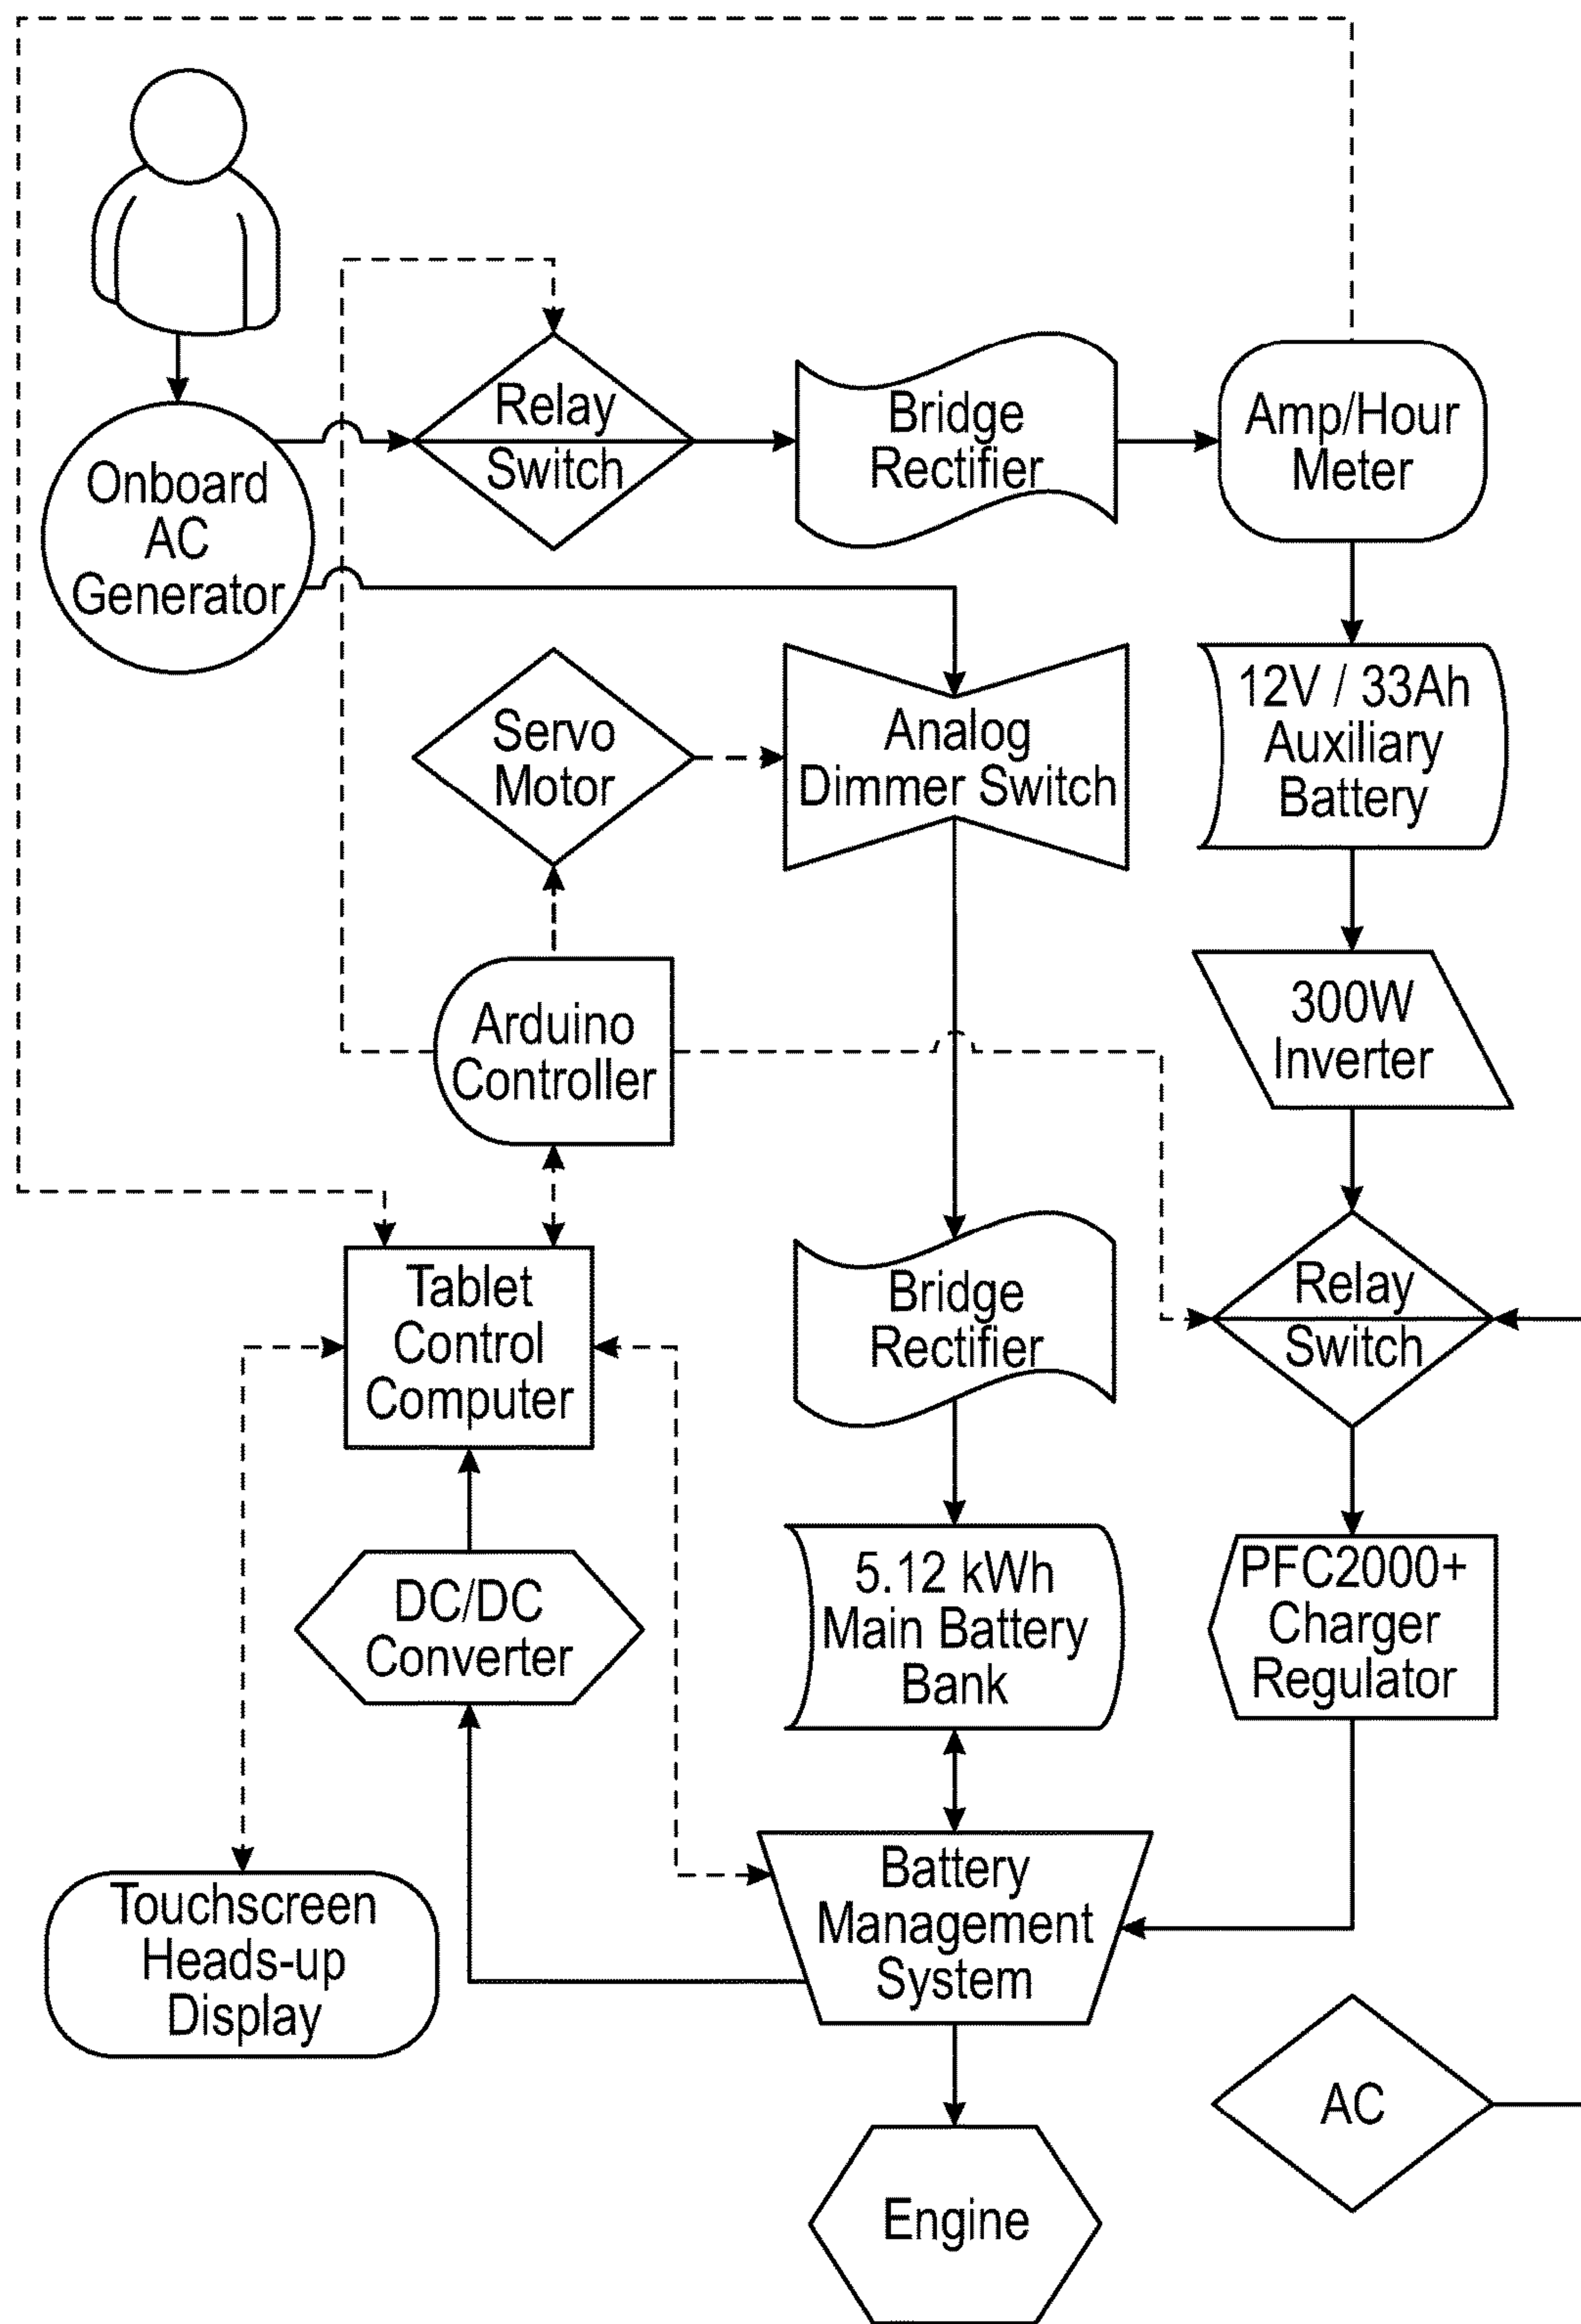 Relay
Switch
Bridge
Rectifier
Amp/Hour
Meter
Onboard
AC
Generator
Servo
Motor
Analog
Dimmer Switch
12V / 33Ah
Auxiliary
Battery
Arduino
Controller
300W
Inverter
Tablet
Control
Computer
Bridge
Rectifier
Relay
Switch
DC/DC
Converter
5.12 kWh
Main Battery
Bank
PFC2000+
Charger
Regulator
Touchscreen
Heads-up
Display
Battery
Management
System
AC
Engine